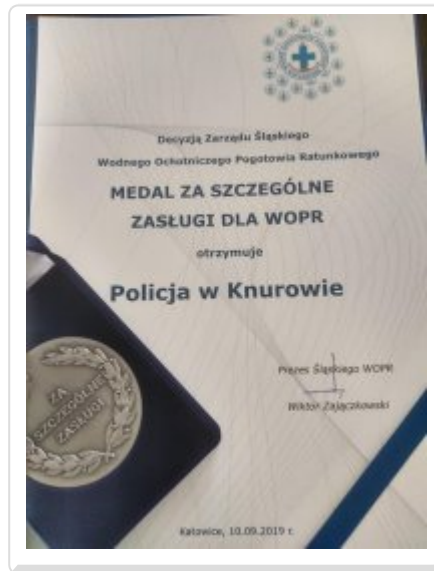 Decyzją Zarządu Śląskiego
Wodnego Ochotniczego Pogotowia Ratunkowego
MEDAL ZA SZCZEGÓLNE
ZASŁUGI DLA WOPR
otrzymuje
Policja w Knurowie
Prezes Śląskiego WOPR
Wiktor Zajączkowski
ZA
SZCZEGÓLNE
ZASŁUGI
Katowice, 10.09.2019 r.